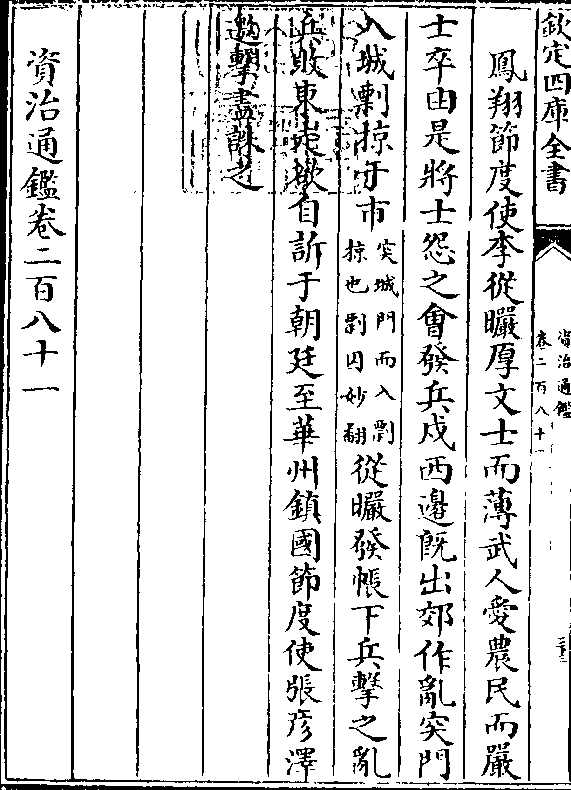 欽定四庫全書
資治通鑑
卷二百八十一
鳳翔節度使李從曮厚文士而薄武人愛農民而嚴
士卒由是將士怨之會發兵戍西邊既出郊作亂突門
入城剽掠于市突城門而入剽掠也剽囚妙翻從曮發帳下兵擊之亂
兵敗東走欲自訴于朝廷至華州鎮國節度使張彥澤
邀擊盡誅之
資治通鑑卷二百八十一